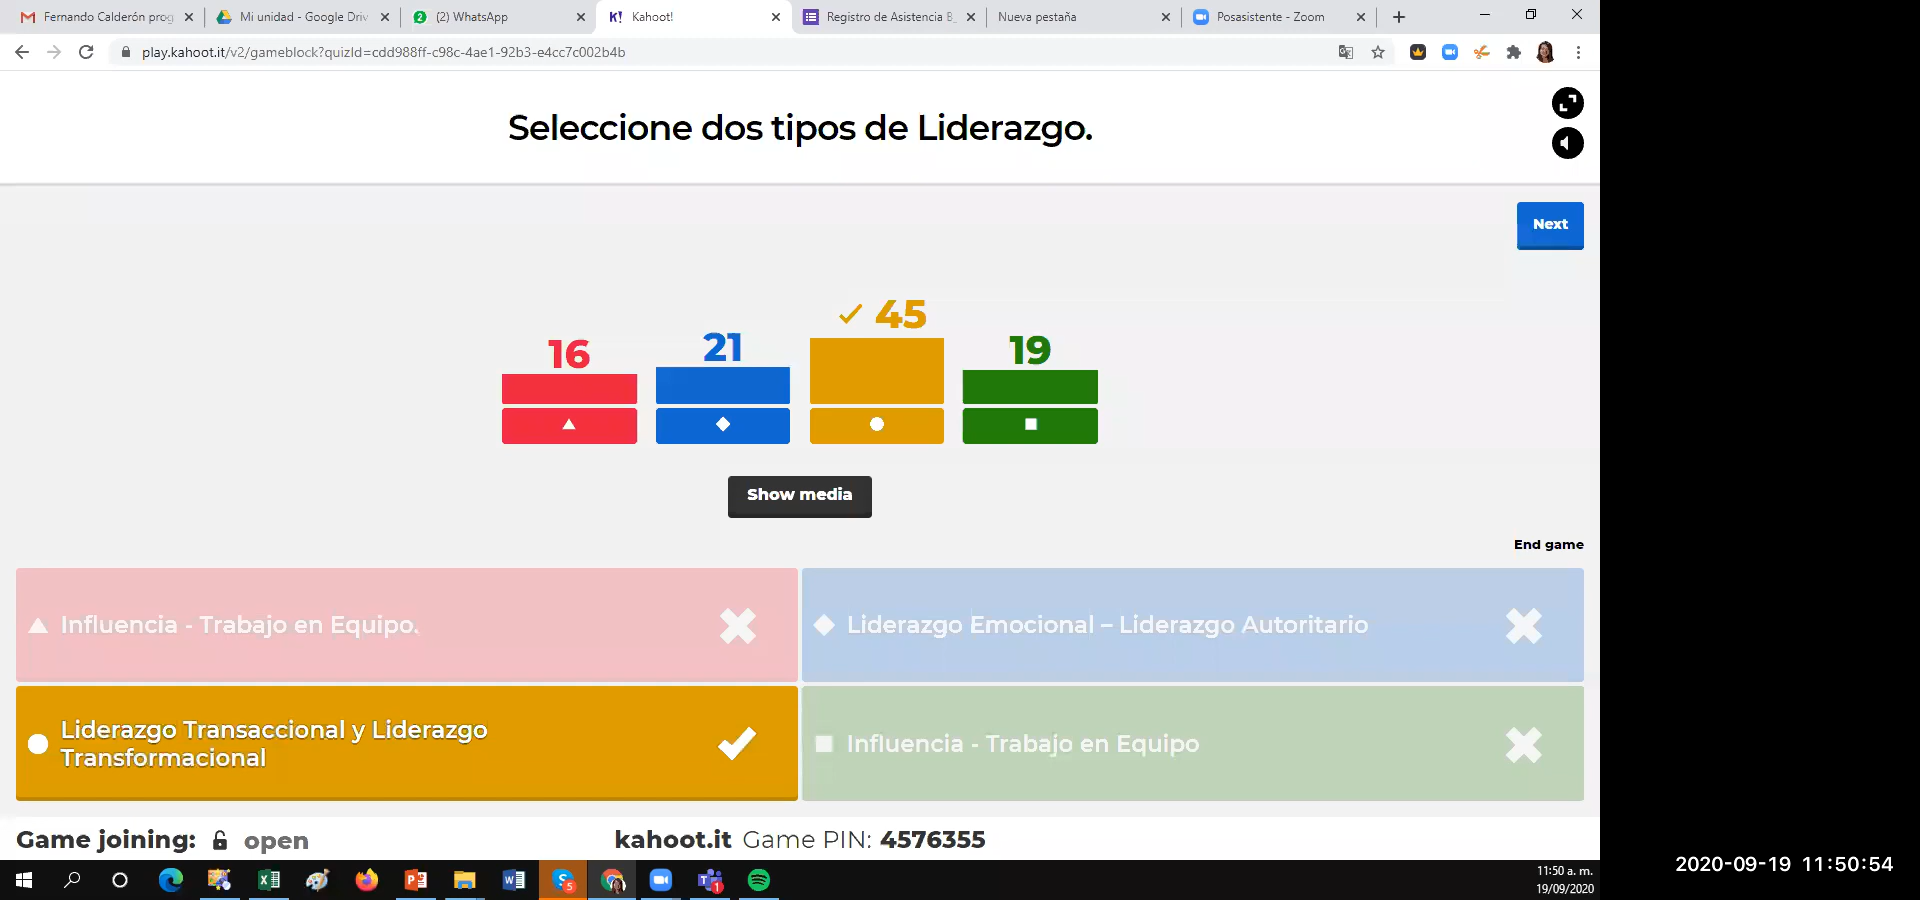 Fernando Calderón prog
Mi unidad - Google Driv
(2) WhatsApp
K! Kahoot!
Registro de Asistencia B_
Nueva pestaña
Posasistente - Zoom
play.kahoot.it/v2/gameblock?quizId=cdd988ff-c98c-4ae1-92b3-e4cc7c002b4b
Seleccione dos tipos de Liderazgo.
Next
16
21
45
19
Show media
End game
Influencia - Trabajo en Equipo.
Liderazgo Emocional – Liderazgo Autoritario
Liderazgo Transaccional y Liderazgo
Transformacional
Influencia - Trabajo en Equipo
Game joining: open
kahoot.it Game PIN: 4576355
11:50 a. m.
19/09/2020
2020-09-19 11:50:54